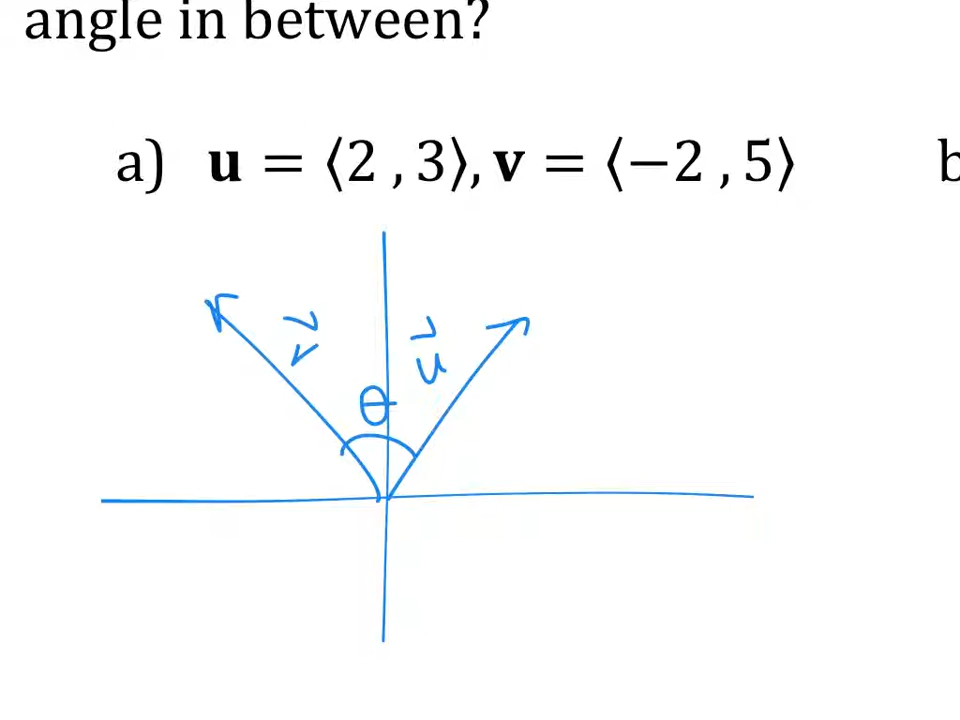 angle in between?
a) u = ⟨2 , 3⟩, v = ⟨−2 , 5⟩
b
v⃗
u⃗
θ